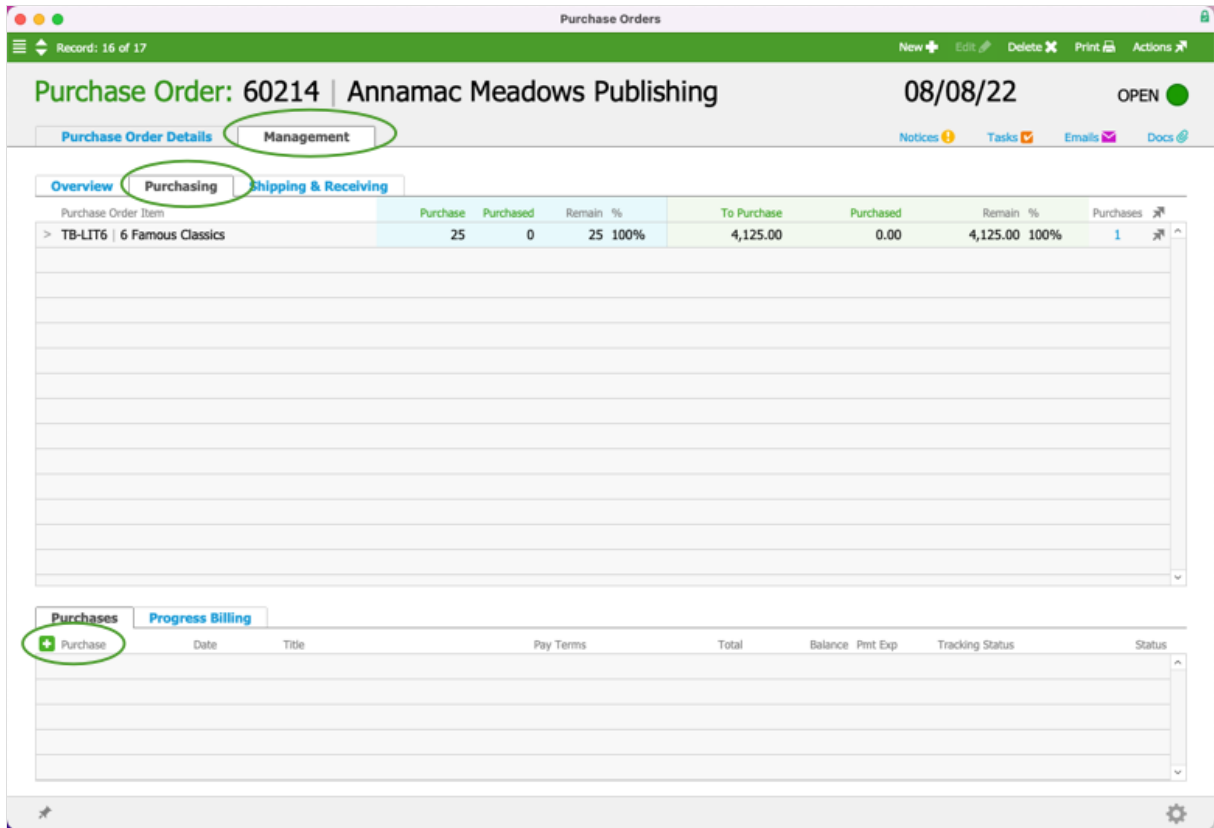 Purchase Orders
Record: 16 of 17 New Edit Delete Print Actions
Purchase Order: 60214 | Annamac Meadows Publishing 08/08/22 OPEN
Purchase Order Details Management Notices Tasks Emails Docs
Overview Purchasing Shipping & Receiving
Purchase Order Item Purchase Purchased Remain % To Purchase Purchased Remain % Purchases
> TB-LIT6 | 6 Famous Classics 25 0 25 100% 4,125.00 0.00 4,125.00 100% 1
Purchases Progress Billing
Purchase Date Title Pay Terms Total Balance Pmt Exp Tracking Status Status